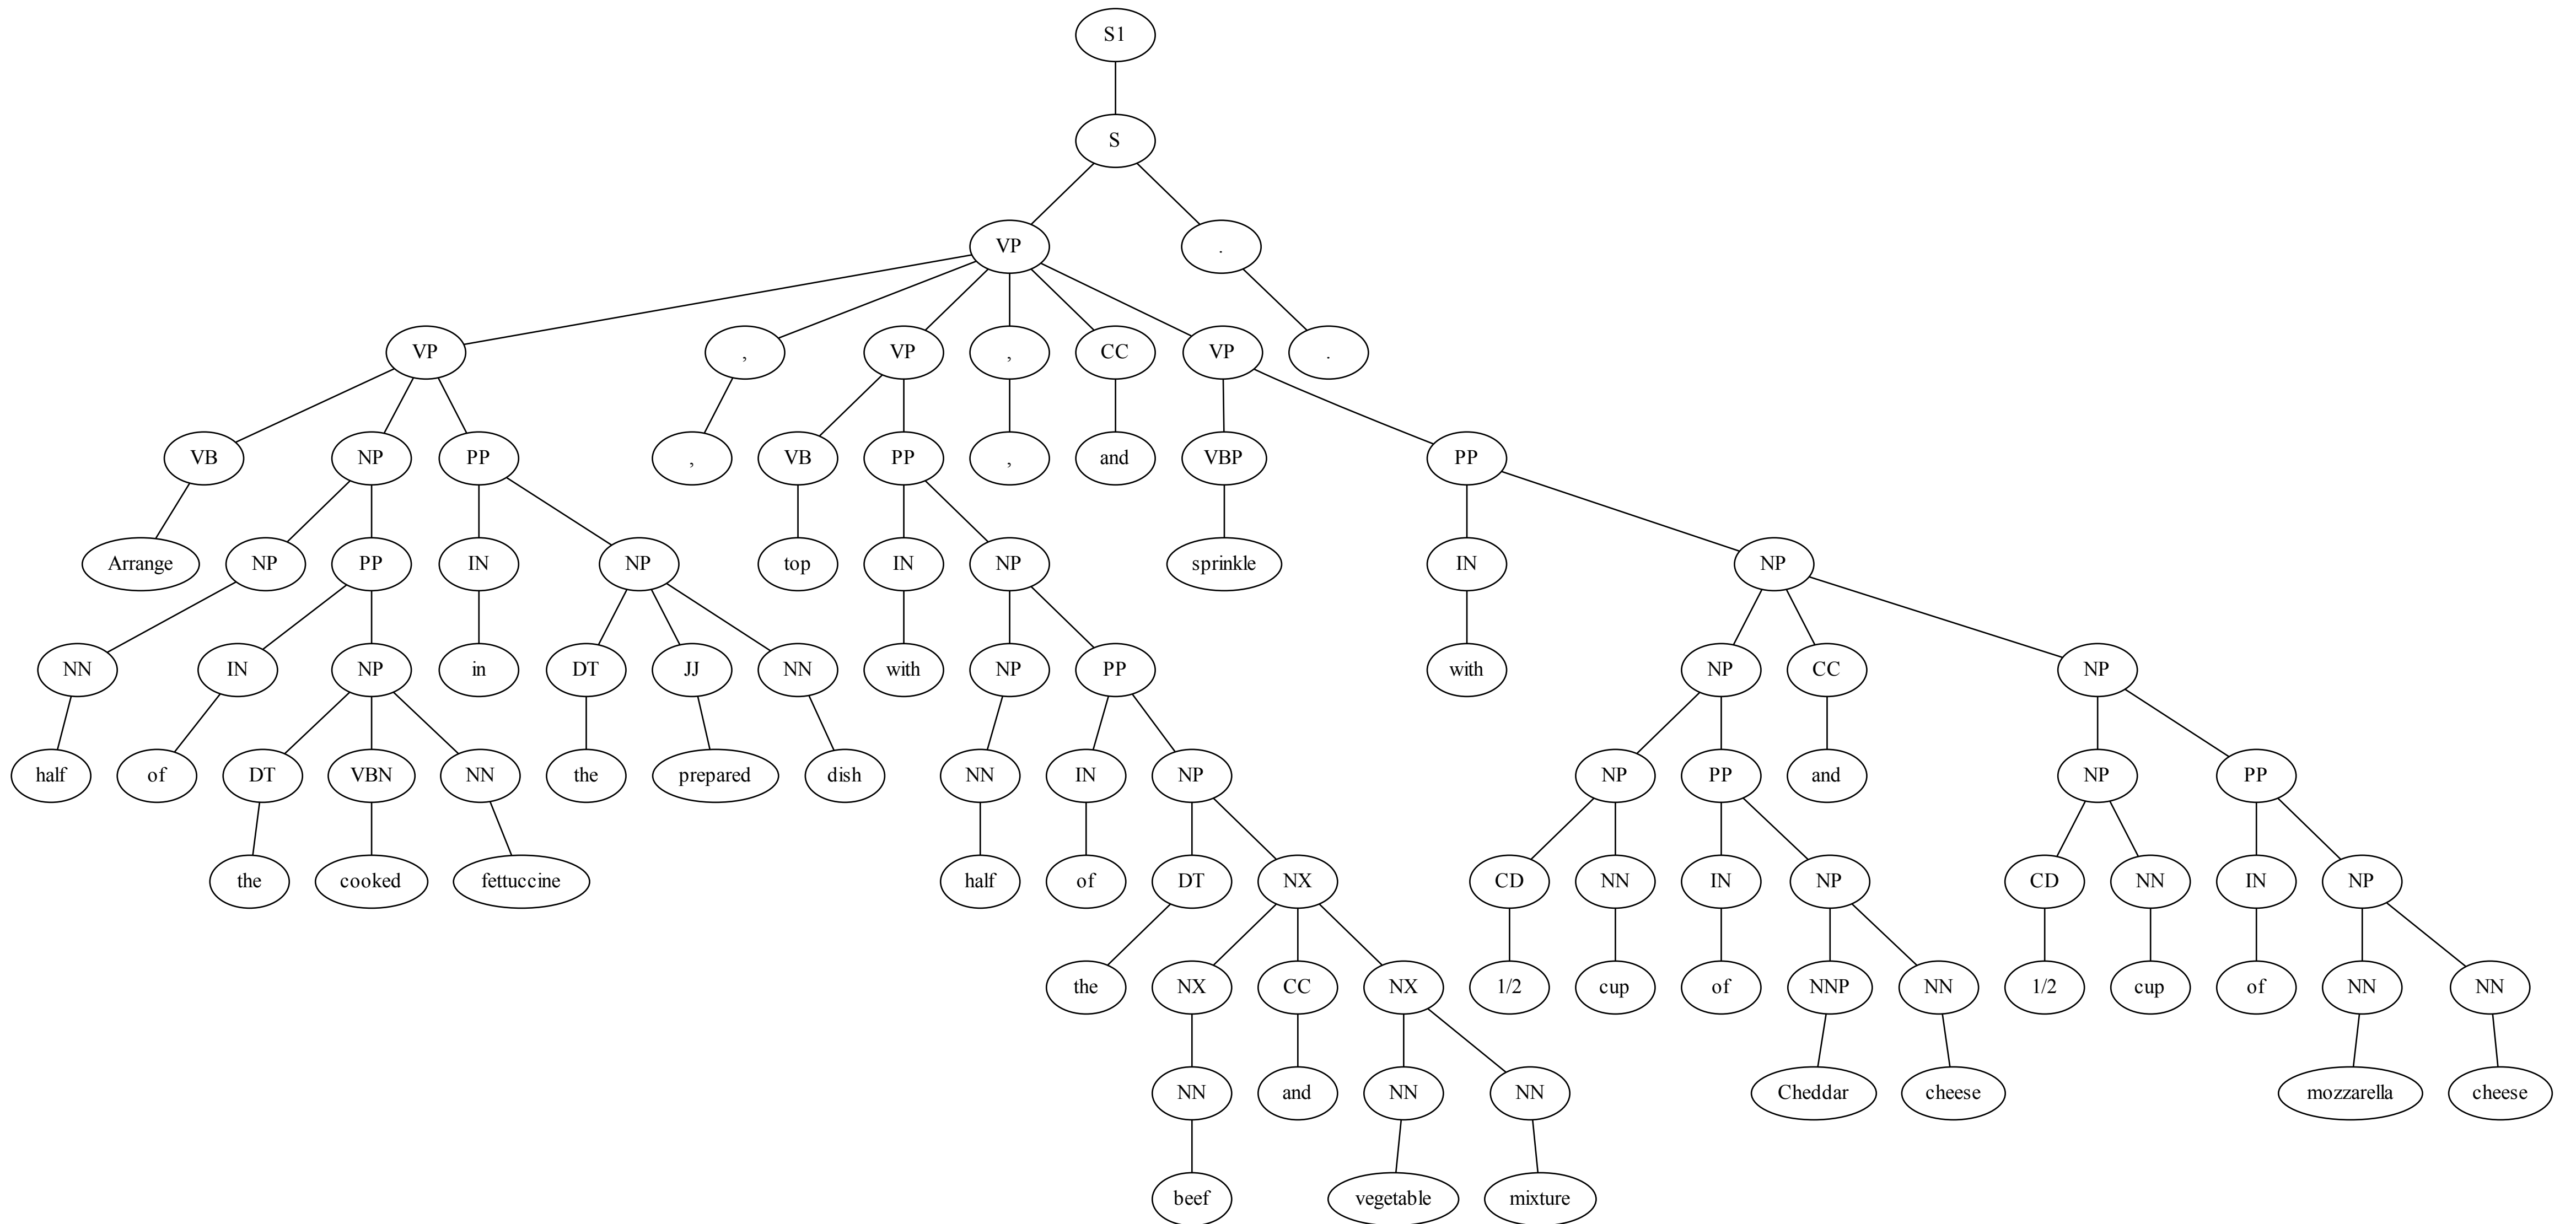 S1
S
VP .
VP , VP , CC VP .
VB NP PP , VB PP , and VBP PP
Arrange NP PP IN NP top IN NP sprinkle IN NP
NN IN NP in DT JJ NN with NP PP with NP CC NP
half of DT VBN NN the prepared dish NN IN NP NP PP and NP PP
the cooked fettuccine half of DT NX CD NN IN NP CD NN IN NP
the NX CC NX 1/2 cup of NNP NN 1/2 cup of NN NN
NN and NN NN Cheddar cheese mozzarella cheese
beef vegetable mixture